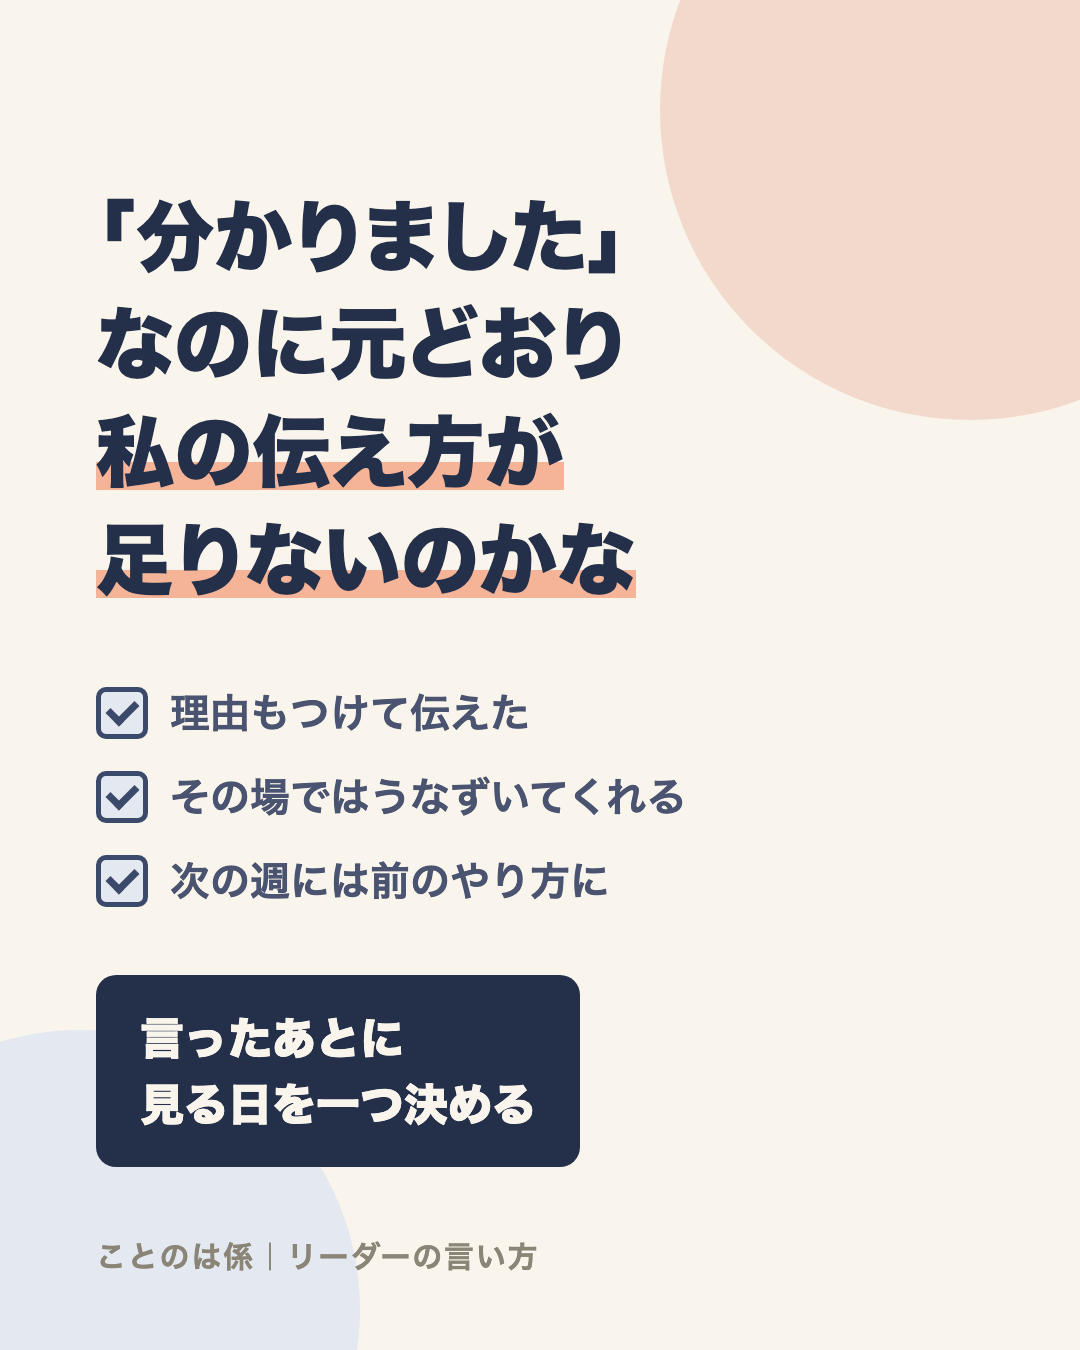 「分かりました」
なのに元どおり
私の伝え方が
足りないのかな
理由もつけて伝えた
その場ではうなずいてくれる
次の週には前のやり方に
言ったあとに
見る日を一つ決める
ことのは係｜リーダーの言い方